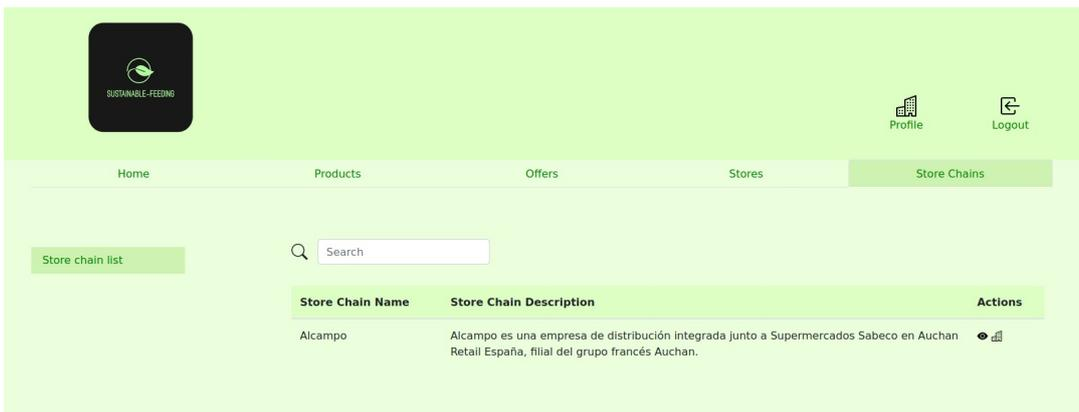 SUSTAINABLE-FEEDING
Profile
Logout
Home
Products
Offers
Stores
Store Chains
Store chain list
Search
Store Chain Name
Store Chain Description
Actions
Alcampo
Alcampo es una empresa de distribución integrada junto a Supermercados Sabeco en Auchan
Retail España, filial del grupo francés Auchan.